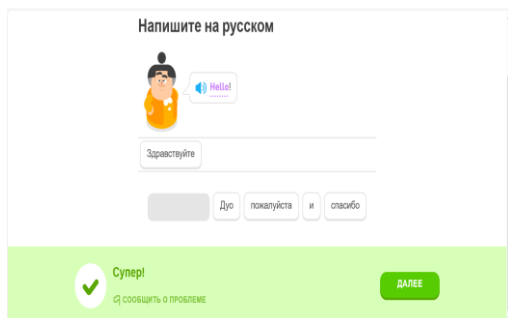 Напишите на русском
Hello!
Здравствуйте
Дуо пожалуйста и спасибо
Супер!
СООБЩИТЬ О ПРОБЛЕМЕ
ДАЛЕЕ